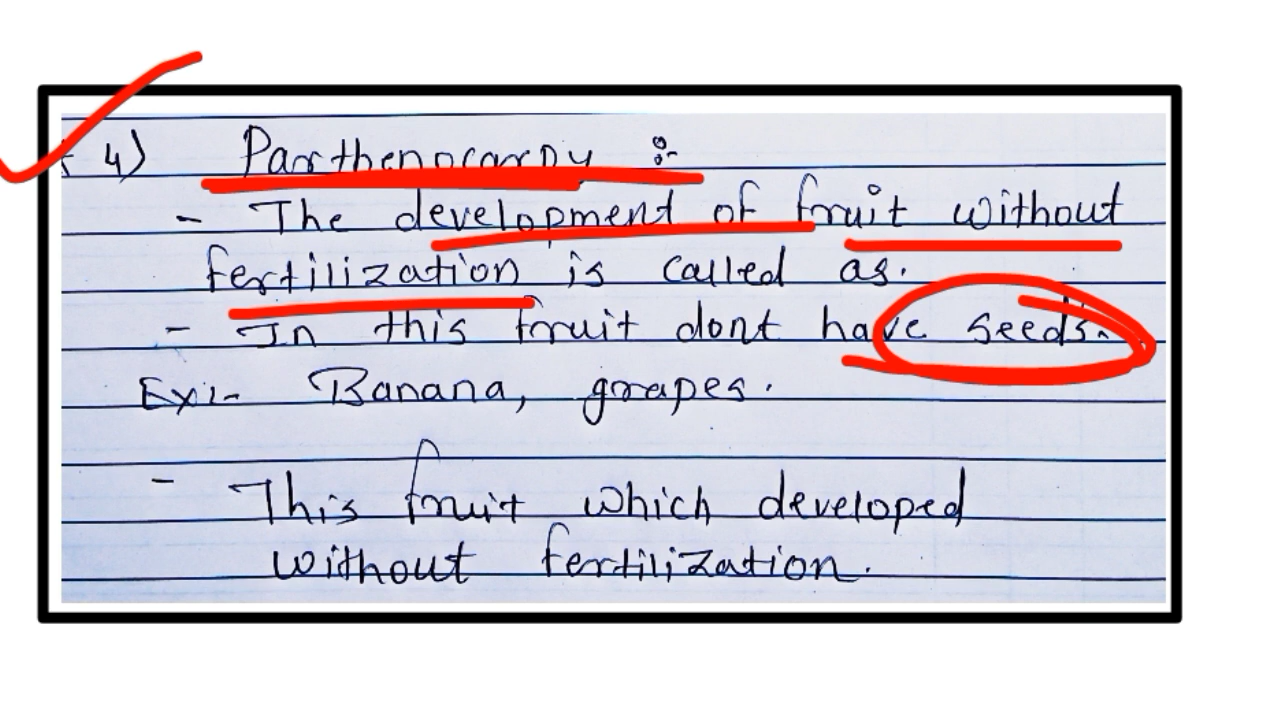 4) Parthenocarpy :-
- The development of fruit without
fertilization is called as.
- In this fruit dont have seeds.
Ex:- Banana, grapes.
- This fruit which developed
without fertilization.